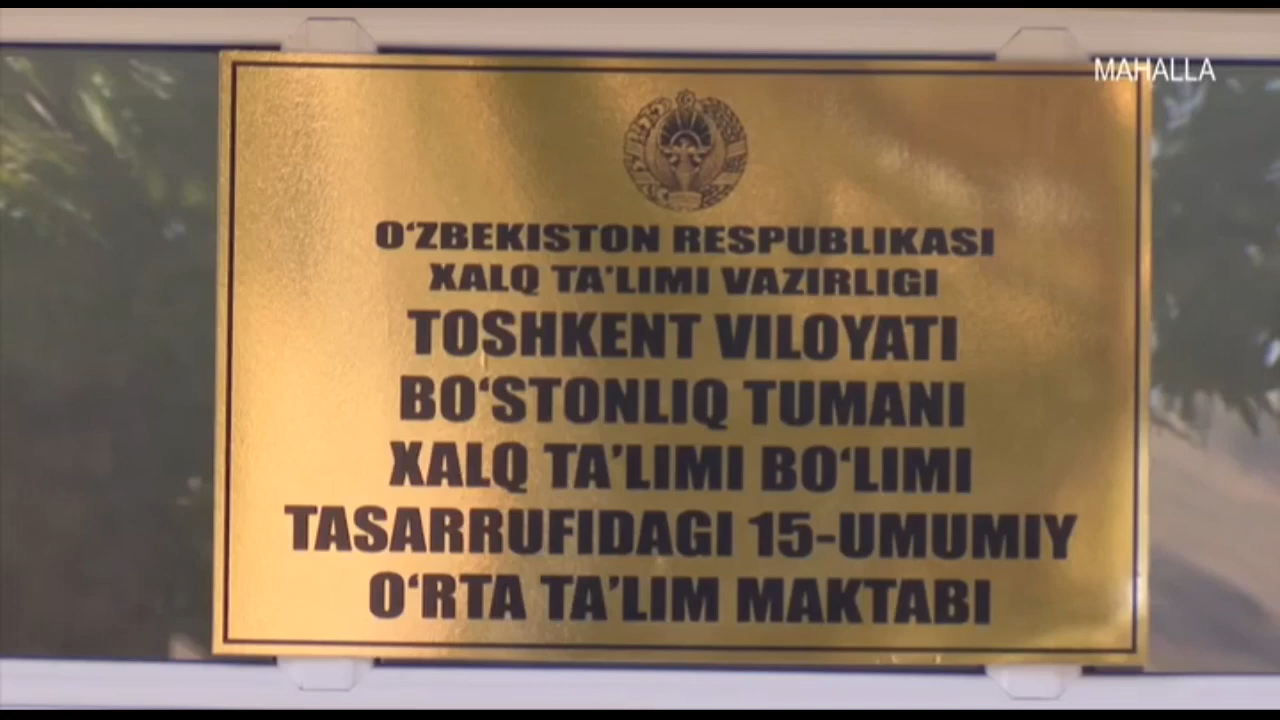 MAHALLA
O‘ZBEKISTON RESPUBLIKASI
XALQ TA’LIMI VAZIRLIGI
TOSHKENT VILOYATI
BO‘STONLIQ TUMANI
XALQ TA’LIMI BO‘LIMI
TASARRUFIDAGI 15-UMUMIY
O‘RTA TA’LIM MAKTABI